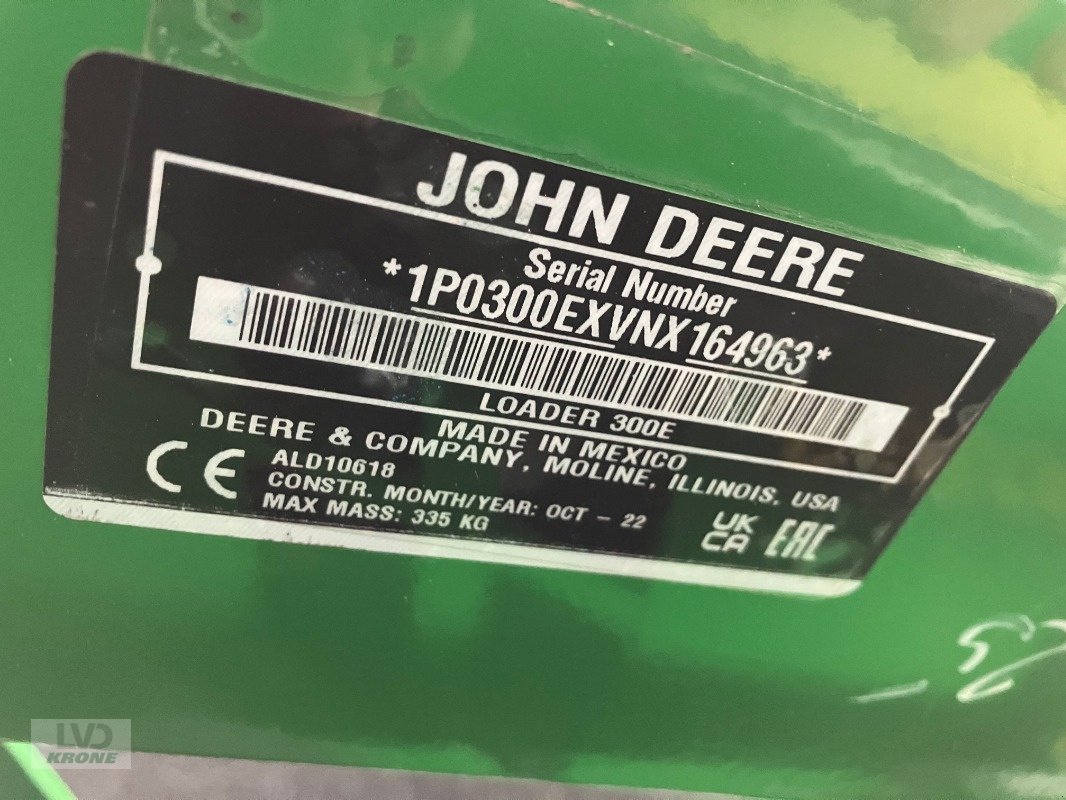 JOHN DEERE
Serial Number
*1P0300EXVNX164963*
LOADER 300E
MADE IN MEXICO
DEERE & COMPANY, MOLINE, ILLINOIS, USA
CE
ALD10618
CONSTR. MONTH/YEAR: OCT - 22
MAX MASS: 335 KG
UK
CA
EAC
LVD
KRONE